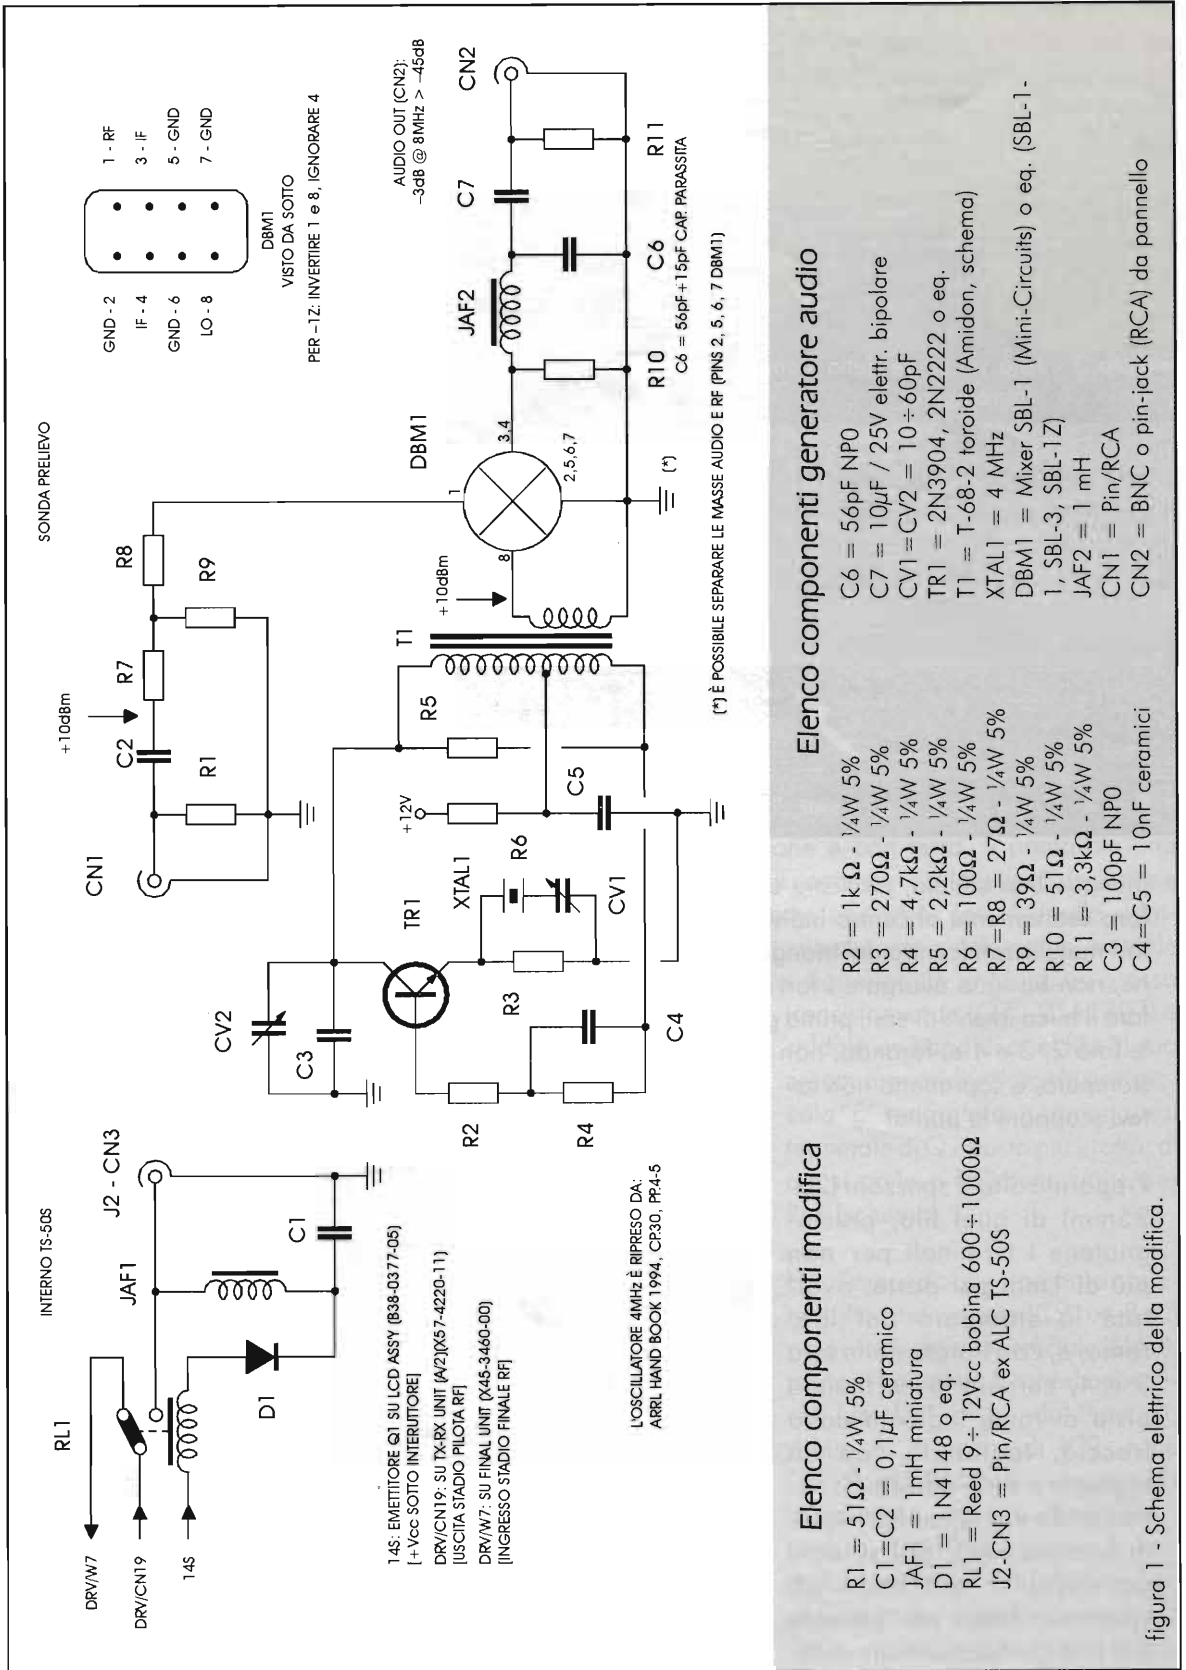 INTERNO TS-50S
RL1
JAF1
J2 - CN3
DRV/W7
DRV/CN19
14S
D1
C1
14S: EMETTITORE Q1 SU LCD ASSY (B38-0377-05)
[+Vcc SOTTO INTERUTTORE]
DRV/CN19: SU TX-RX UNIT (A/2)(X57-4220-11)
[USCITA STADIO PILOTA RF]
DRV/W7: SU FINAL UNIT (X45-3460-00)
[INGRESSO STADIO FINALE RF]
L'OSCILLATORE 4MHz È RIPRESO DA:
ARRL HAND BOOK 1994, CP.30, PP.4-5
SONDA PRELIEVO
CN1
+10dBm
C2
R7
R8
R1
R9
CV2
C3
TR1
XTAL1
R2
R3
R4
C4
CV1
R6
+12V
C5
R5
T1
+10dBm
8
1
DBM1
3,4
2,5,6,7
(*)
JAF2
R10
C6
C7
R11
CN2
C6 = 56pF+15pF CAP. PARASSITA
(*) È POSSIBILE SEPARARE LE MASSE AUDIO E RF (PINS 2, 5, 6, 7 DBM1)
AUDIO OUT (CN2):
-3dB @ 8MHz > -45dB
GND - 2
1 - RF
IF - 4
3 - IF
GND - 6
5 - GND
LO - 8
7 - GND
DBM1
VISTO DA SOTTO
PER -1Z: INVERTIRE 1 e 8, IGNORARE 4
Elenco componenti modifica
R1 = 51Ω - ¼W 5%
C1=C2 = 0,1µF ceramico
JAF1 = 1mH miniatura
D1 = 1N4148 o eq.
RL1 = Reed 9÷12Vcc bobina 600÷1000Ω
J2-CN3 = Pin/RCA ex ALC TS-50S
Elenco componenti generatore audio
R2 = 1kΩ - ¼W 5%
R3 = 270Ω - ¼W 5%
R4 = 4,7kΩ - ¼W 5%
R5 = 2,2kΩ - ¼W 5%
R6 = 100Ω - ¼W 5%
R7=R8 = 27Ω - ¼W 5%
R9 = 39Ω - ¼W 5%
R10 = 51Ω - ¼W 5%
R11 = 3,3kΩ - ¼W 5%
C3 = 100pF NP0
C4=C5 = 10nF ceramici
C6 = 56pF NP0
C7 = 10µF / 25V elettr. bipolare
CV1=CV2 = 10÷60pF
TR1 = 2N3904, 2N2222 o eq.
T1 = T-68-2 toroide (Amidon, schema)
XTAL1 = 4 MHz
DBM1 = Mixer SBL-1 (Mini-Circuits) o eq. (SBL-1-
1, SBL-3, SBL-1Z)
JAF2 = 1 mH
CN1 = Pin/RCA
CN2 = BNC o pin-jack (RCA) da pannello
figura 1 - Schema elettrico della modifica.